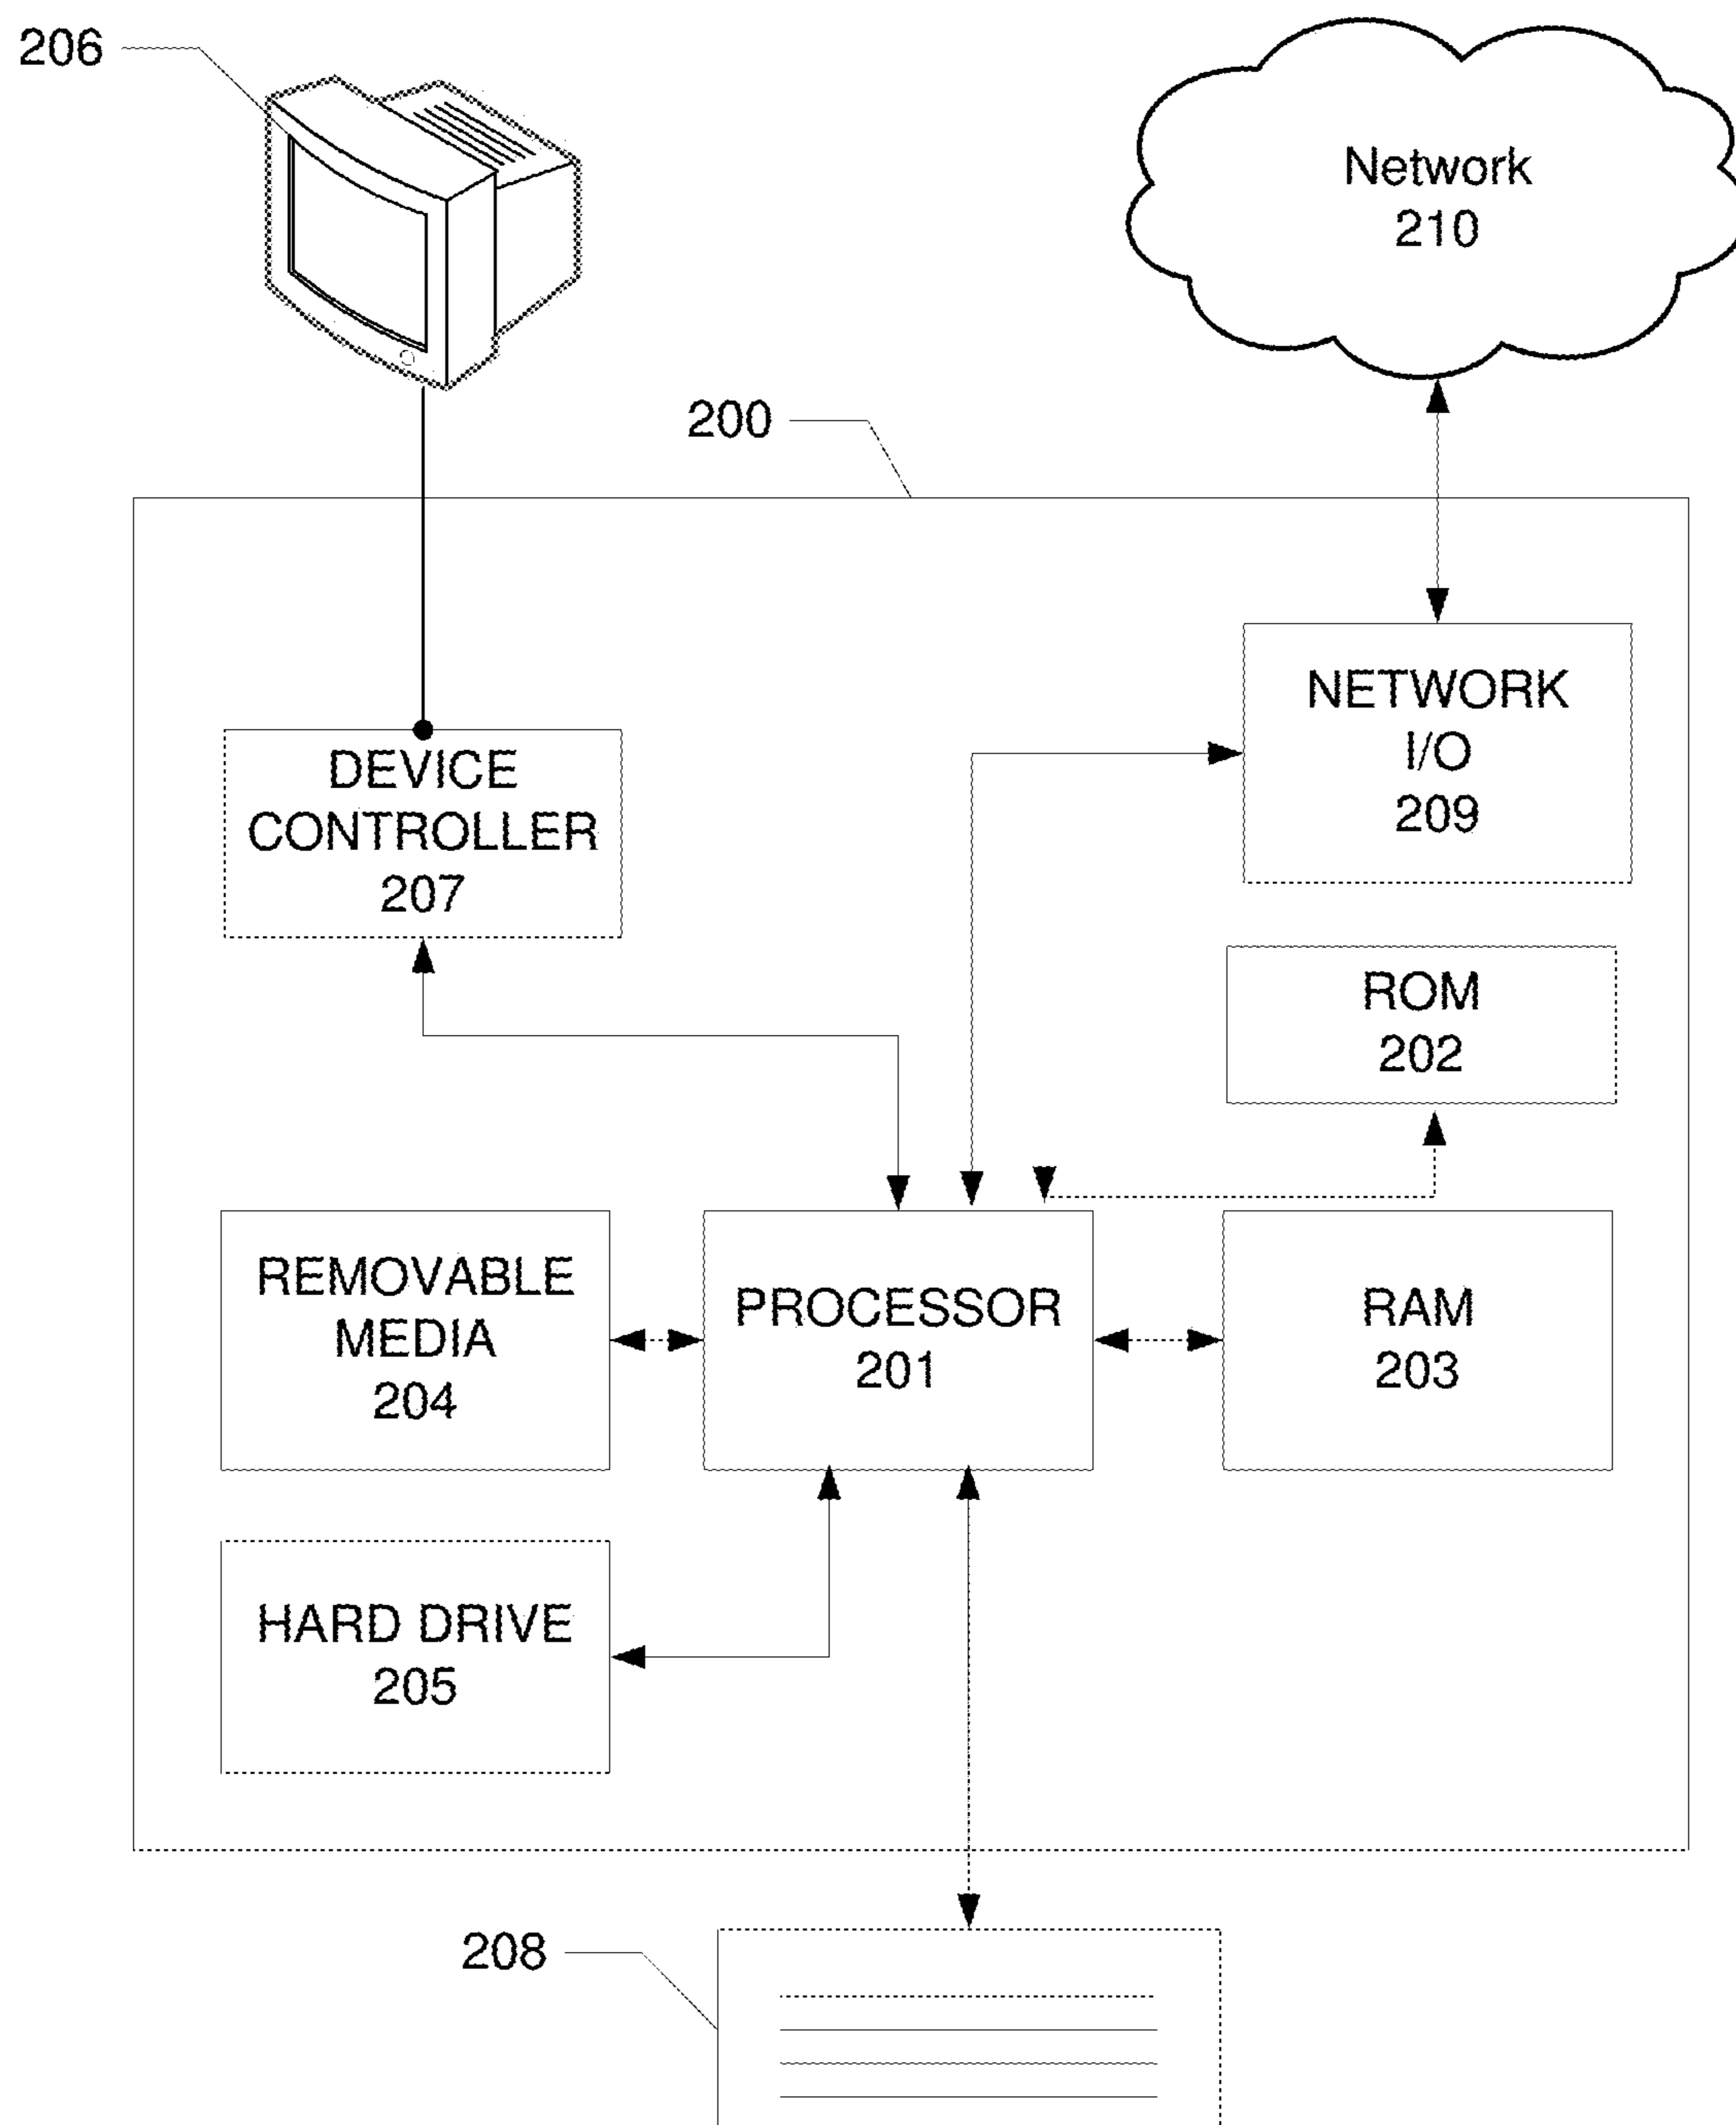 206
Network
210
200
NETWORK
I/O
209
DEVICE
CONTROLLER
207
ROM
202
REMOVABLE
MEDIA
204
PROCESSOR
201
RAM
203
HARD DRIVE
205
208